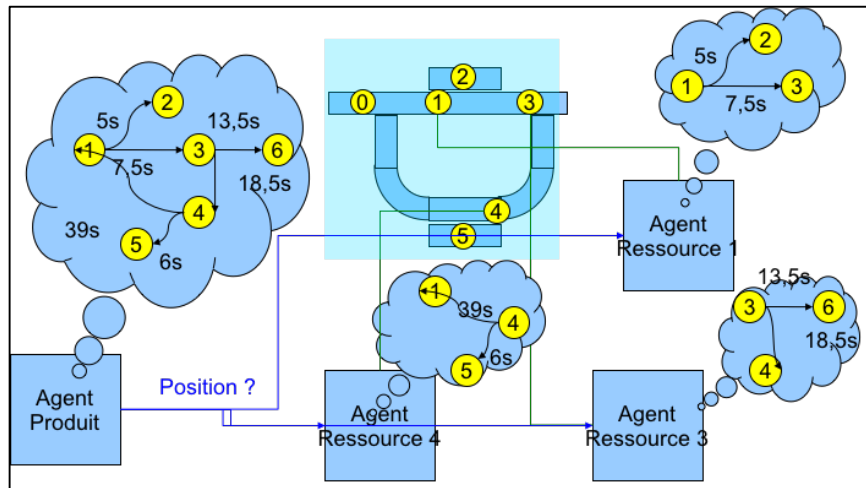 2
5s
13,5s
1
3
6
7,5s
18,5s
4
39s
5
6s
Agent
Produit
Position ?
2
0
1
3
4
5
1
39s
4
6s
5
Agent
Ressource 4
2
5s
1
3
7,5s
Agent
Ressource 1
13,5s
3
6
18,5s
4
Agent
Ressource 3